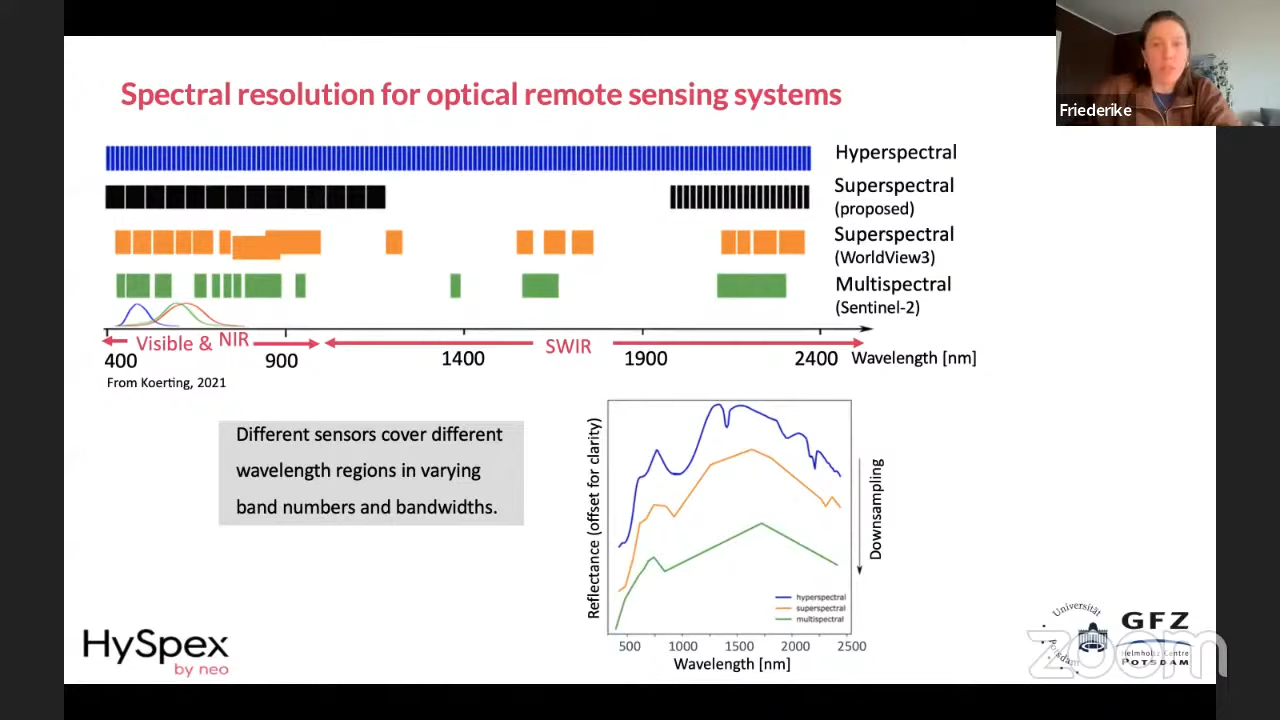 Friederike
Spectral resolution for optical remote sensing systems
Hyperspectral
Superspectral
(proposed)
Superspectral
(WorldView3)
Multispectral
(Sentinel-2)
Visible & NIR
SWIR
400
900
1400
1900
2400
Wavelength [nm]
From Koerting, 2021
Different sensors cover different
wavelength regions in varying
band numbers and bandwidths.
Reflectance (offset for clarity)
Downsampling
hyperspectral
superspectral
multispectral
500
1000
1500
2000
2500
Wavelength [nm]
HySpex
by neo
Universität
Potsdam
GFZ
Helmholtz Centre
POTSDAM
zoom